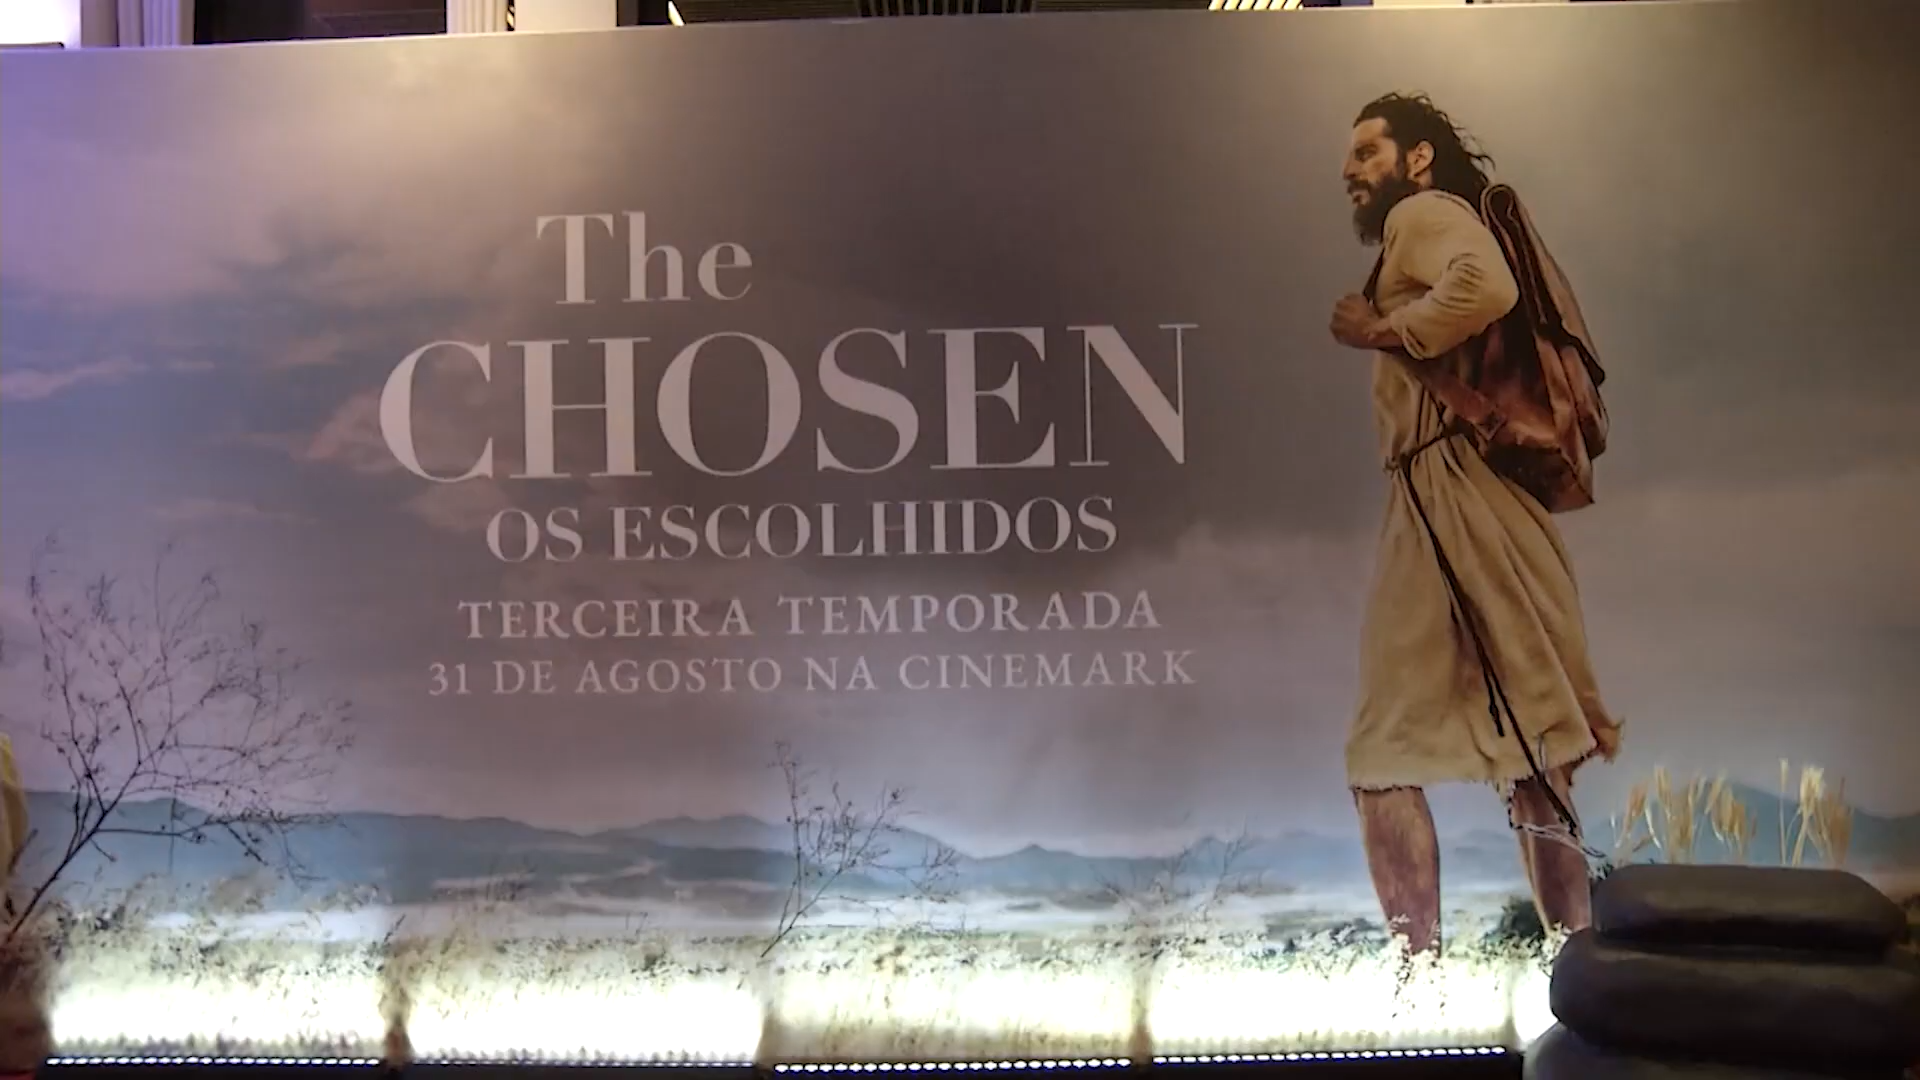 The
CHOSEN
OS ESCOLHIDOS
TERCEIRA TEMPORADA
31 DE AGOSTO NA CINEMARK